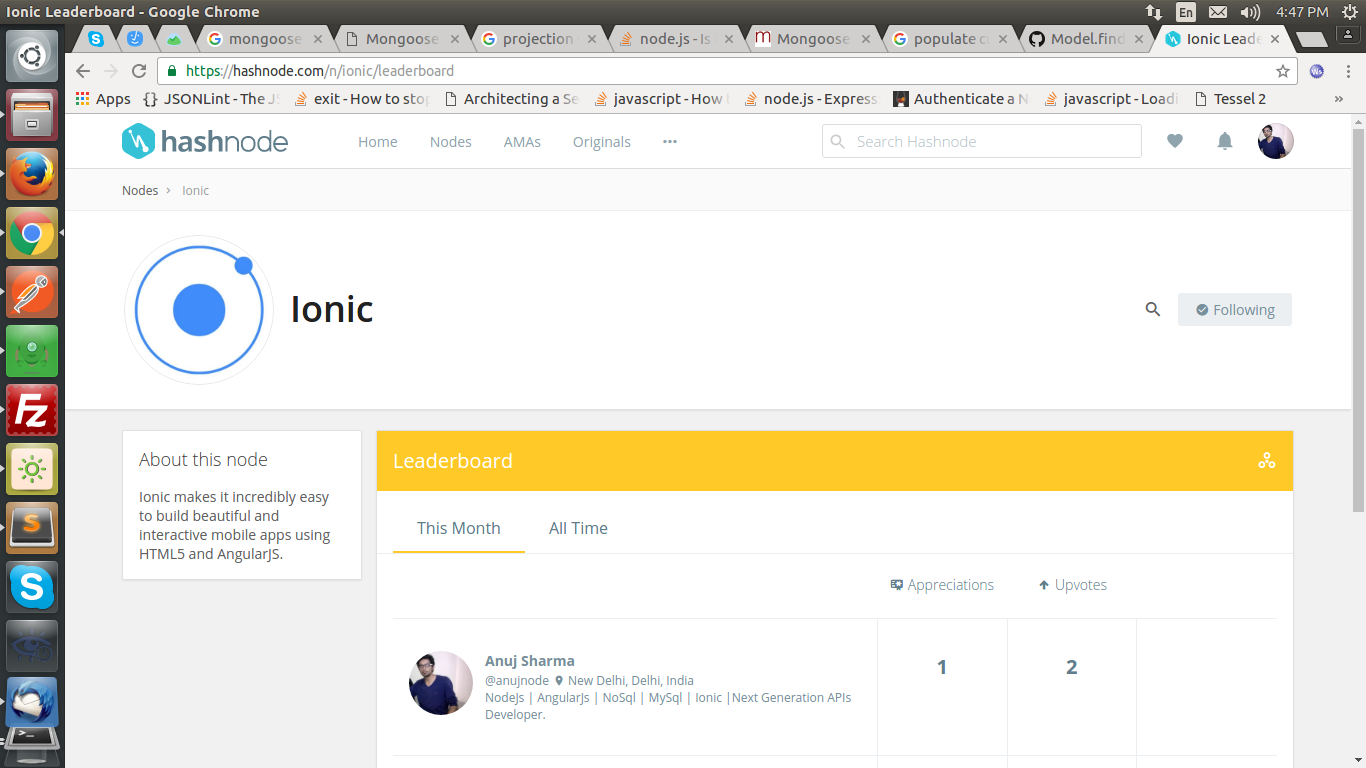 Ionic Leaderboard - Google Chrome
En
4:47 PM
mongoose
Mongoose
projection
node.js - Is
Mongoose
populate cu
Model.find
Ionic Leade
https://hashnode.com/n/ionic/leaderboard
Apps
JSONLint - The JS
exit - How to stop
Architecting a Se
javascript - How
node.js - Express
Authenticate a N
javascript - Loadi
Tessel 2
»
hashnode
Home
Nodes
AMAs
Originals
Search Hashnode
Nodes › Ionic
Ionic
Following
About this node
Ionic makes it incredibly easy
to build beautiful and
interactive mobile apps using
HTML5 and AngularJS.
Leaderboard
This Month
All Time
Appreciations
Upvotes
Anuj Sharma
@anujnode New Delhi, Delhi, India
NodeJs | AngularJs | NoSql | MySql | Ionic |Next Generation APIs
Developer.
1
2